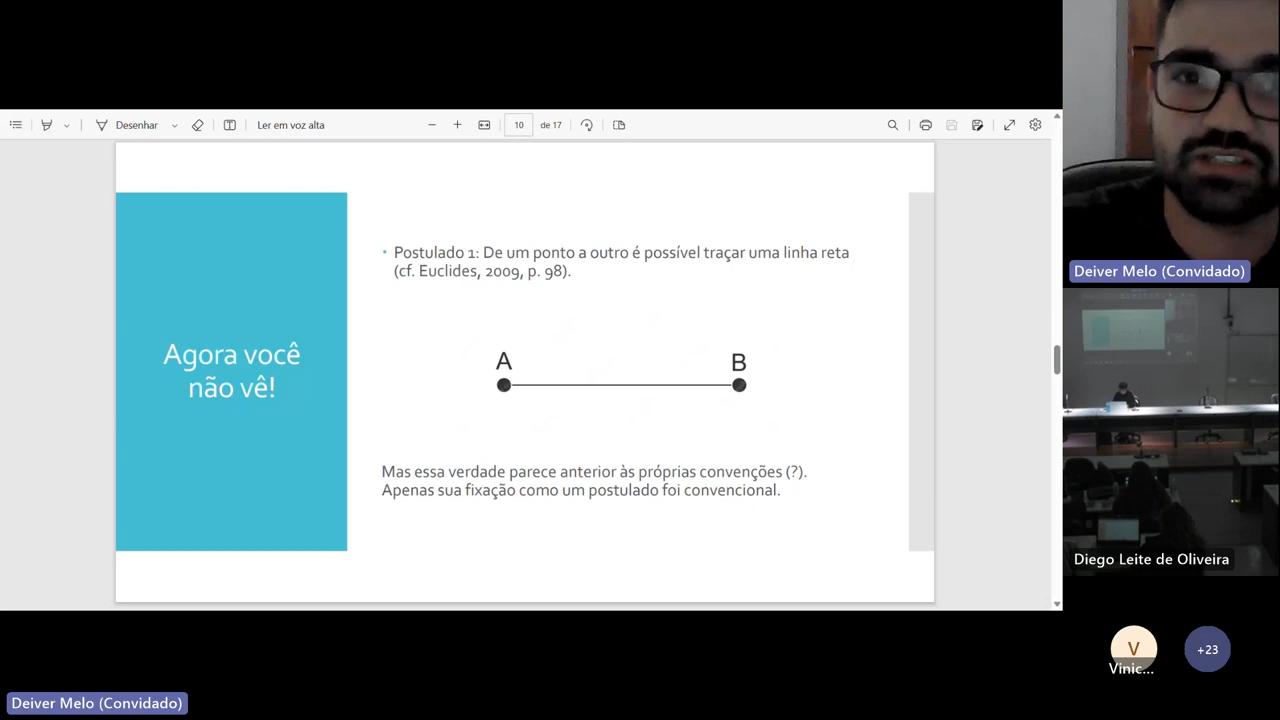 Desenhar
Ler em voz alta
10
de 17
Agora você
não vê!
• Postulado 1: De um ponto a outro é possível traçar uma linha reta
(cf. Euclides, 2009, p. 98).
A
B
Mas essa verdade parece anterior às próprias convenções (?).
Apenas sua fixação como um postulado foi convencional.
Deiver Melo (Convidado)
Diego Leite de Oliveira
V
Vinic...
+23
Deiver Melo (Convidado)